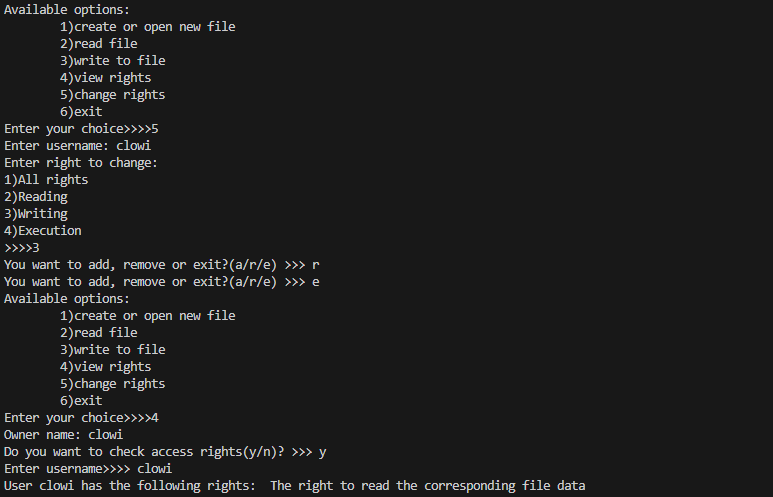 Available options:
1)create or open new file
2)read file
3)write to file
4)view rights
5)change rights
6)exit
Enter your choice>>>>5
Enter username: clowi
Enter right to change:
1)All rights
2)Reading
3)Writing
4)Execution
>>>>3
You want to add, remove or exit?(a/r/e) >>> r
You want to add, remove or exit?(a/r/e) >>> e
Available options:
1)create or open new file
2)read file
3)write to file
4)view rights
5)change rights
6)exit
Enter your choice>>>>4
Owner name: clowi
Do you want to check access rights(y/n)? >>> y
Enter username>>>> clowi
User clowi has the following rights:  The right to read the corresponding file data